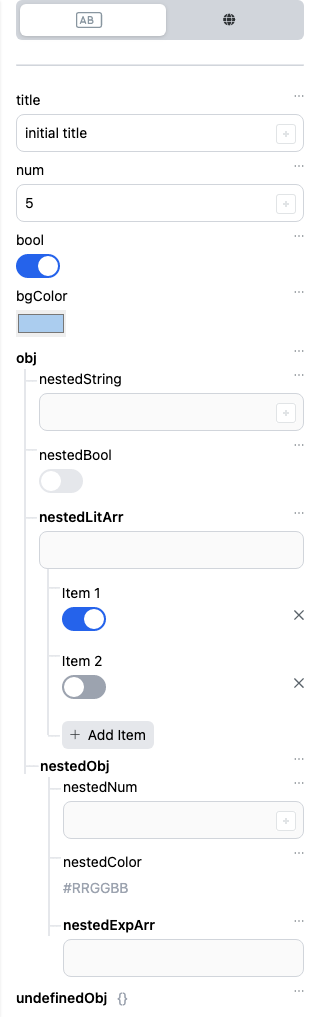 AB
title
...
initial title
num
...
5
bool
...
bgColor
...
obj
...
nestedString
...
nestedBool
...
nestedLitArr
...
Item 1
Item 2
+ Add Item
nestedObj
...
nestedNum
...
nestedColor
...
#RRGGBB
nestedExpArr
...
undefinedObj {}
...